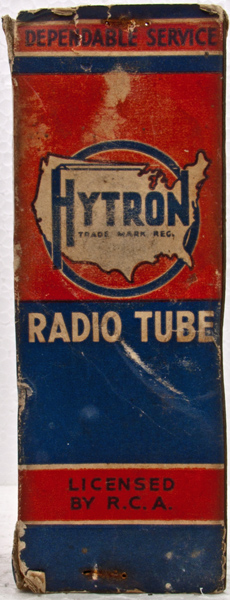 DEPENDABLE SERVICE
HYTRON
TRADE MARK REG.
RADIO TUBE
LICENSED
BY R.C.A.